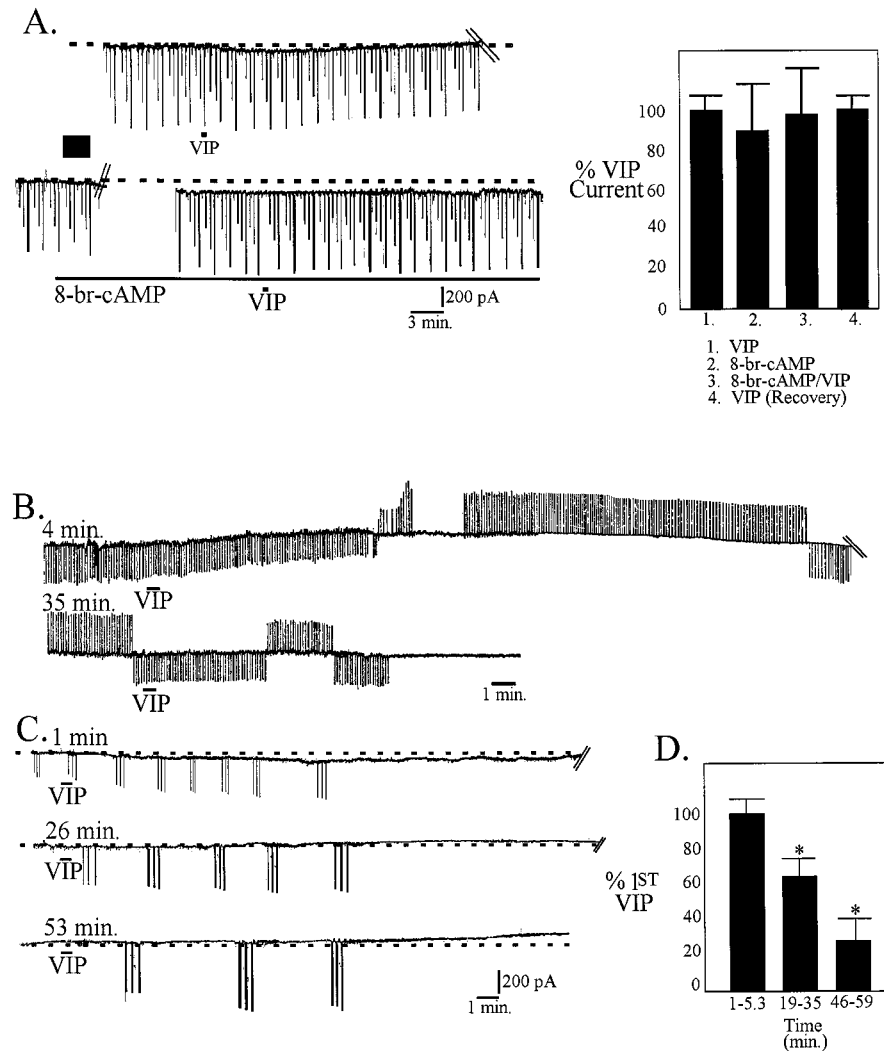 A.
VIP
8-br-cAMP
VIP
200 pA
3 min.
% VIP
Current
100
80
60
40
20
0
1. 2. 3. 4.
1. VIP
2. 8-br-cAMP
3. 8-br-cAMP/VIP
4. VIP (Recovery)
B.
4 min.
VIP
35 min.
VIP
1 min.
C.
1 min
VIP
26 min.
VIP
53 min.
VIP
200 pA
1 min.
D.
% 1ST
VIP
100
80
60
40
20
0
* *
1-5.3 19-35 46-59
Time
(min.)